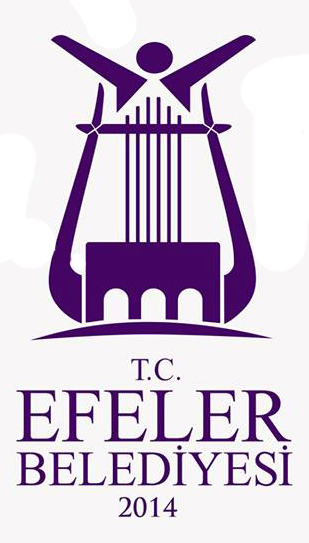 T.C.
EFELER
BELEDİYESİ
2014